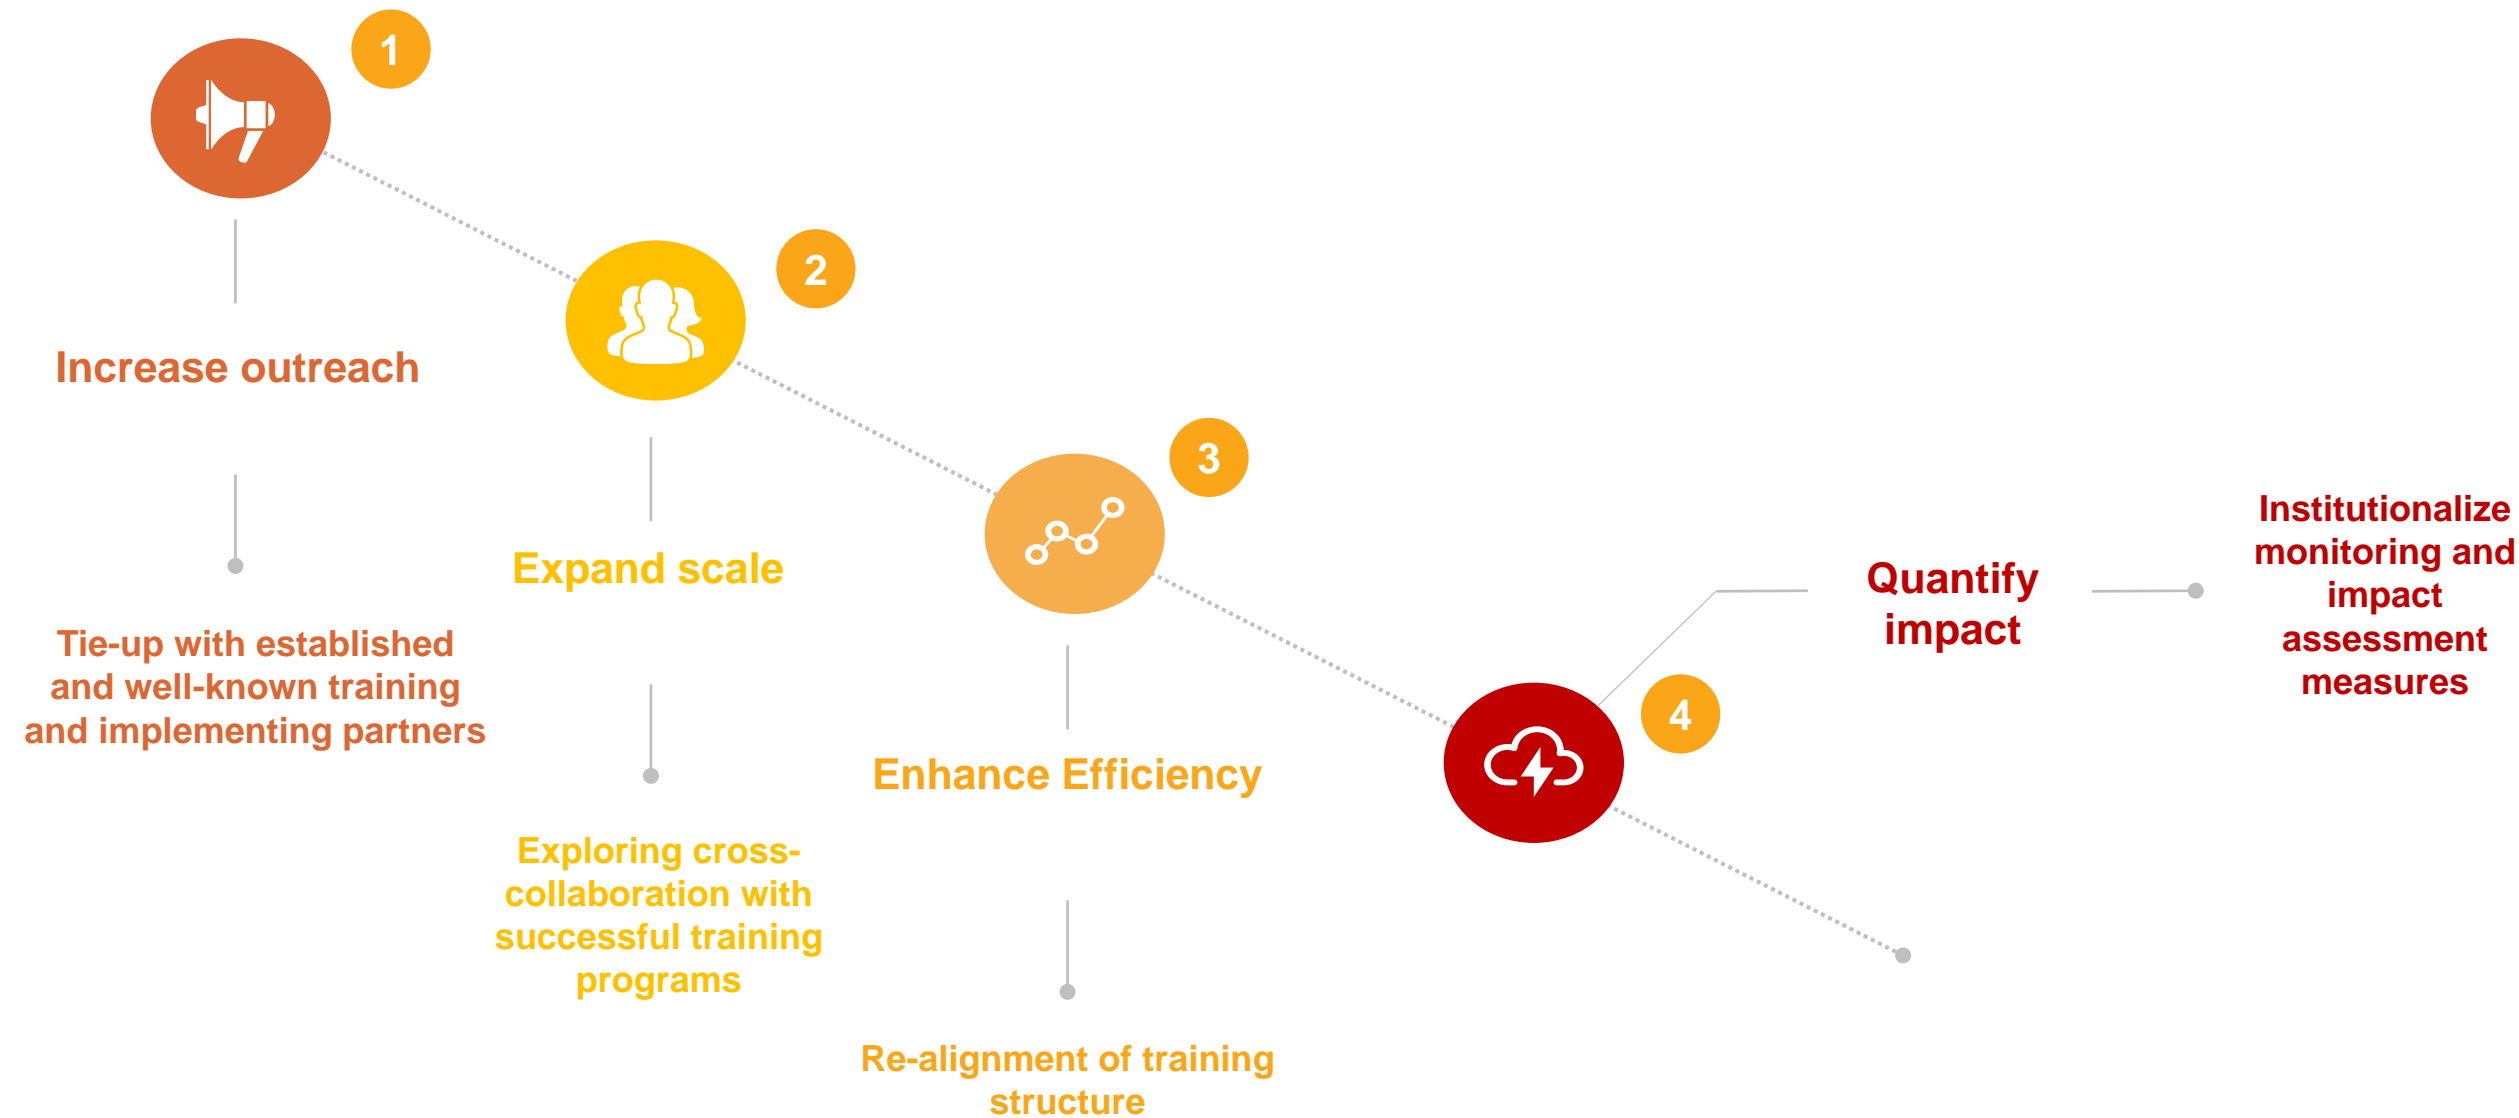 1
Increase outreach
Tie-up with established
and well-known training
and implementing partners
2
Expand scale
Exploring cross-
collaboration with
successful training
programs
3
Enhance Efficiency
Re-alignment of training
structure
4
Quantify
impact
Institutionalize
monitoring and
impact
assessment
measures